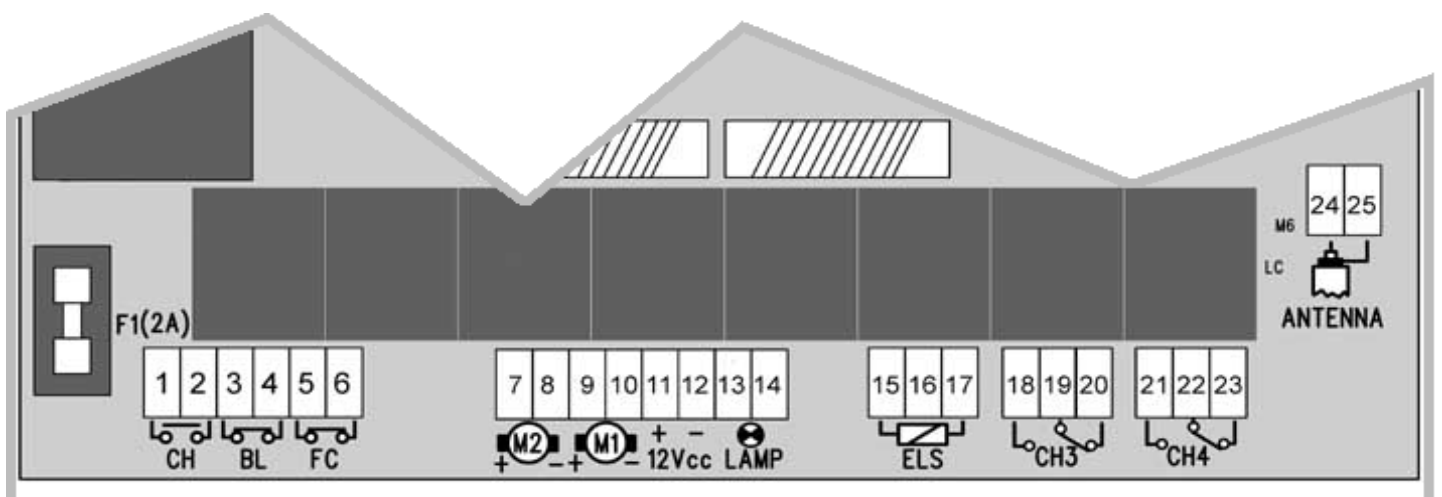 24 25
M6
LC
ANTENNA
F1(2A)
1 2 3 4 5 6
7 8 9 10 11 12 13 14
15 16 17
18 19 20
21 22 23
CH BL FC
+ M2 - + M1 - + - 12Vcc LAMP
ELS
CH3
CH4